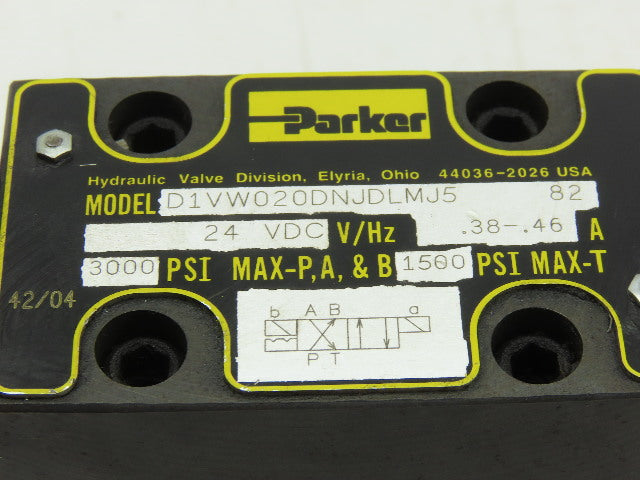 Parker
Hydraulic Valve Division, Elyria, Ohio 44036-2026 USA
MODEL D1VW020DNJDLMJ5 82
24 VDC V/Hz .38-.46 A
3000 PSI MAX-P,A, & B 1500 PSI MAX-T
42/04
b A B a
P T